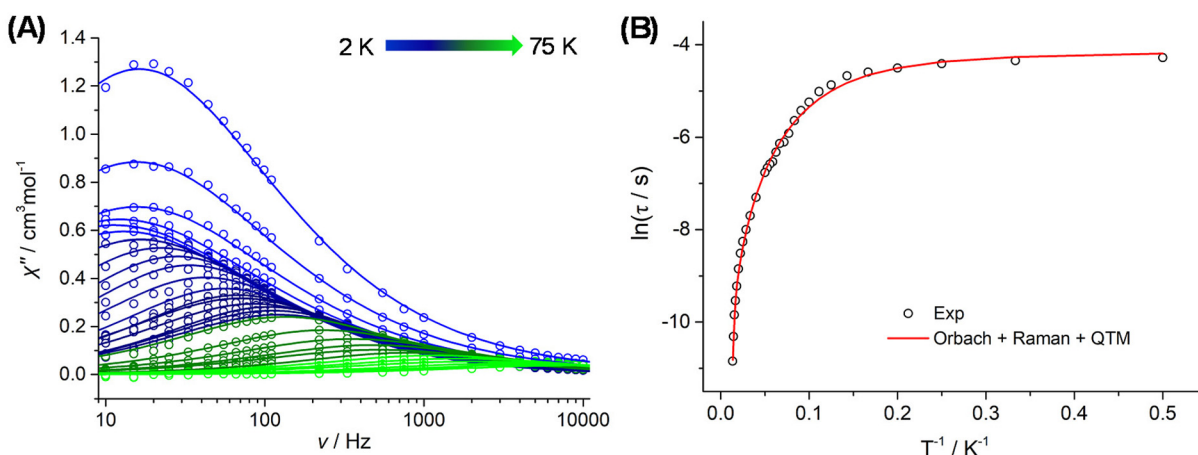 (A)
2 K 75 K
1.4
1.2
1.0
0.8
0.6
0.4
0.2
0.0
χ'' / cm³mol⁻¹
10 100 1000 10000
ν / Hz
(B)
-4
-6
-8
-10
ln(τ / s)
Exp
Orbach + Raman + QTM
0.0 0.1 0.2 0.3 0.4 0.5
T⁻¹ / K⁻¹